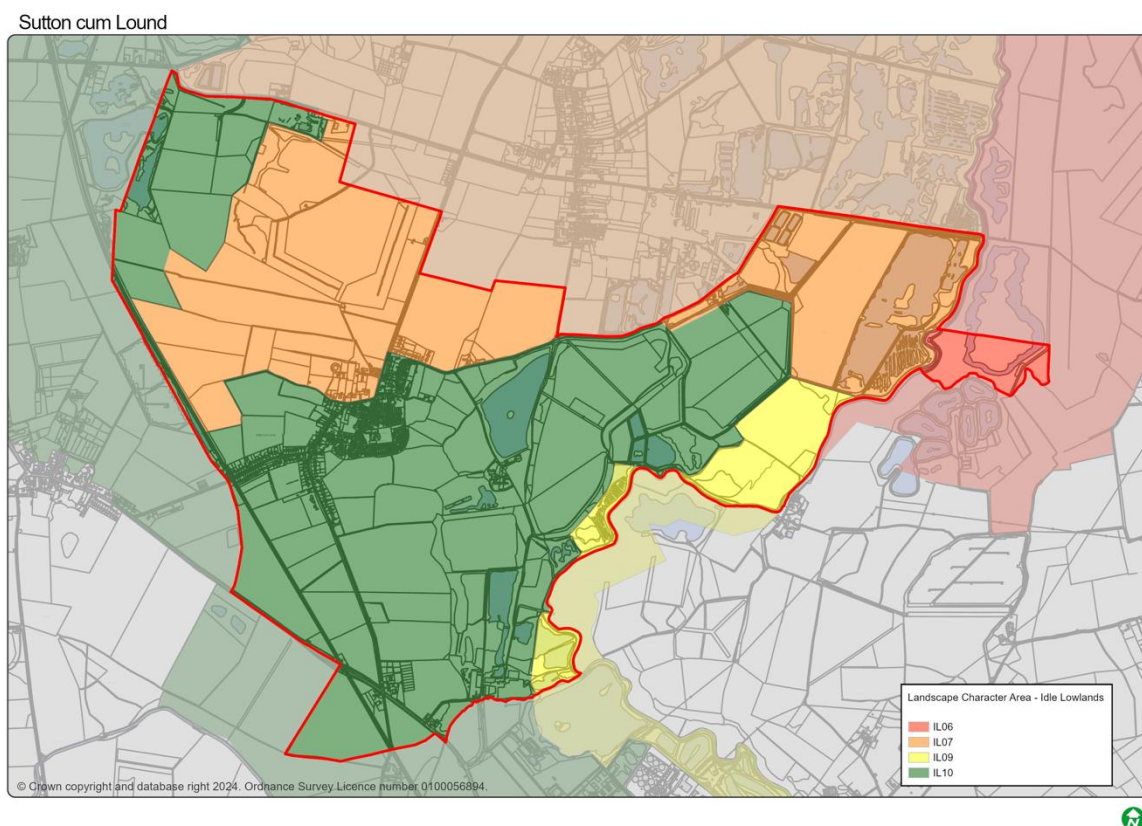 Sutton cum Lound
Landscape Character Area - Idle Lowlands
IL06
IL07
IL09
IL10
© Crown copyright and database right 2024. Ordnance Survey Licence number 0100056894.
N